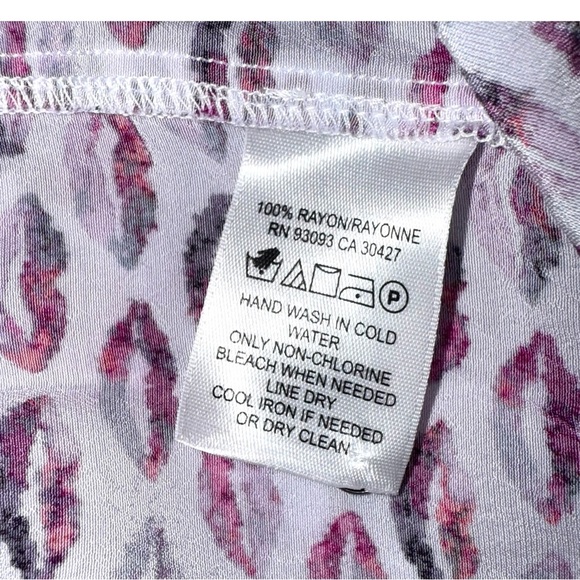 100% RAYON/RAYONNE
RN 93093 CA 30427
P
HAND WASH IN COLD
WATER
ONLY NON-CHLORINE
BLEACH WHEN NEEDED
LINE DRY
COOL IRON IF NEEDED
OR DRY CLEAN